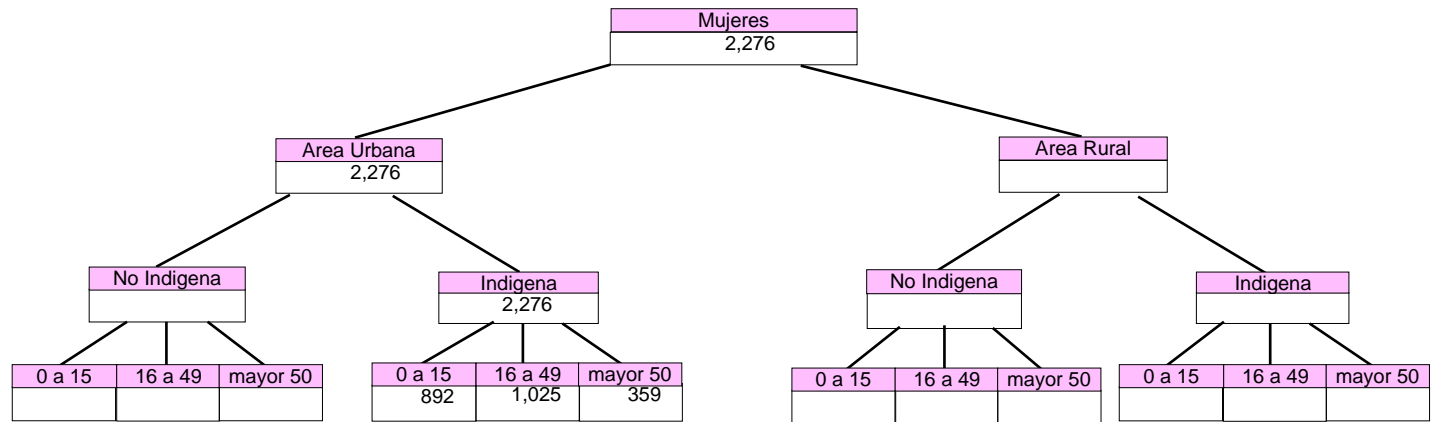 Mujeres
2,276
Area Urbana
2,276
Area Rural
No Indigena
Indigena
2,276
No Indigena
Indigena
0 a 15 16 a 49 mayor 50
0 a 15 16 a 49 mayor 50
892 1,025 359
0 a 15 16 a 49 mayor 50
0 a 15 16 a 49 mayor 50